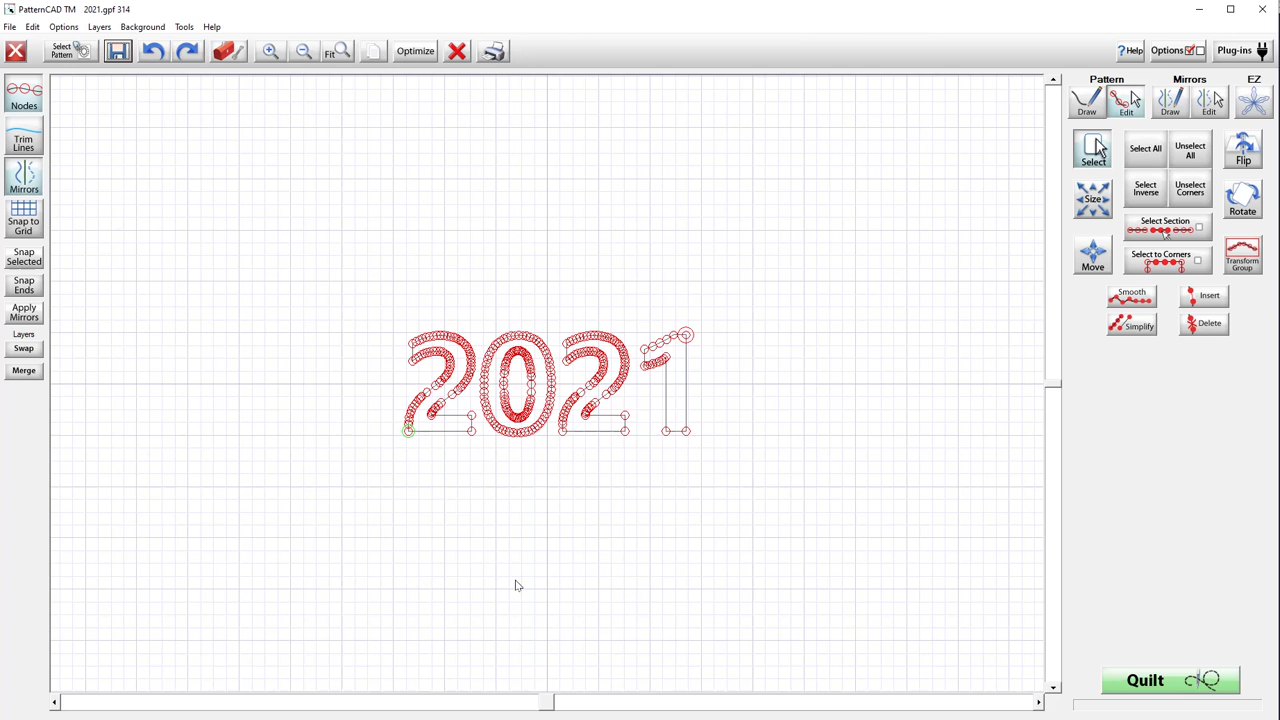 PatternCAD TM   2021.gpf 314
File Edit Options Layers Background Tools Help
Select Pattern
Fit
Optimize
?Help
Options
Plug-ins
Nodes
Trim Lines
Mirrors
Snap to Grid
Snap Selected
Snap Ends
Apply Mirrors
Layers
Swap
Merge
2021
Pattern Mirrors EZ
Draw Edit Draw Edit
Select
Select All
Unselect All
Flip
Size
Select Inverse
Unselect Corners
Rotate
Select Section
Move
Select to Corners
Transform Group
Smooth
Insert
Simplify
Delete
Quilt